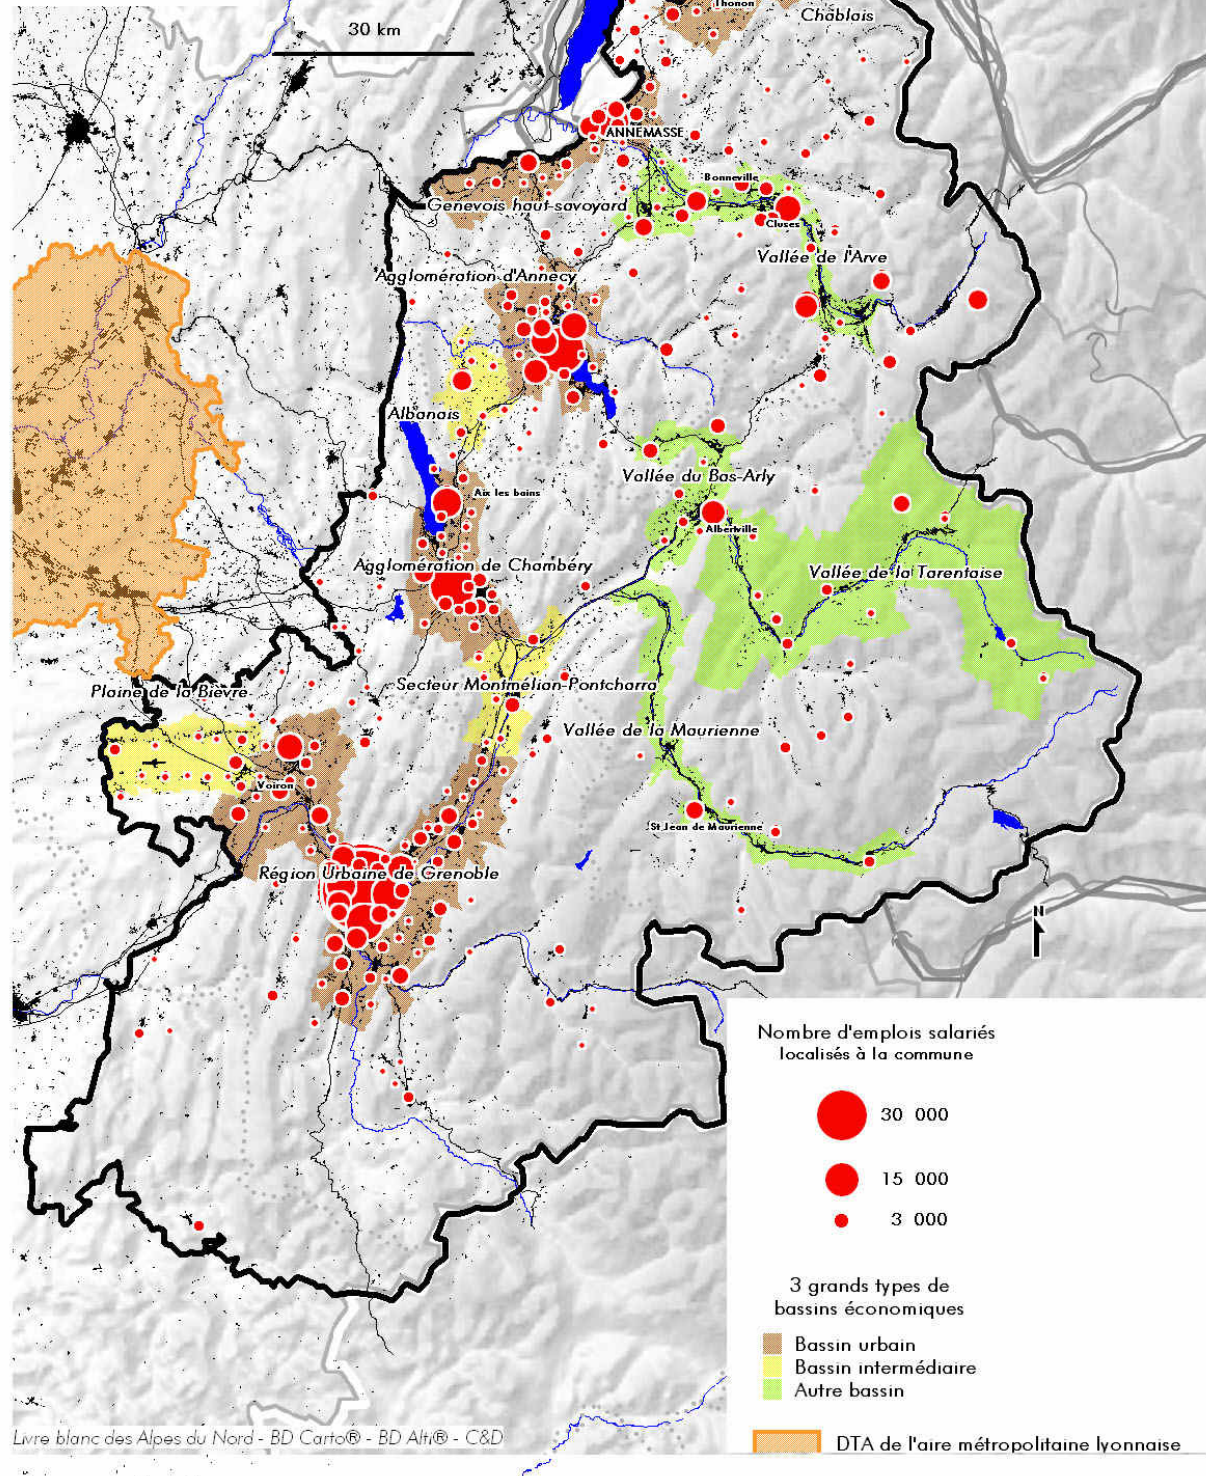 Thonon
Chablais
30 km
ANNEMASSE
Bonneville
Genevois haut-savoyard
Cluses
Vallée de l'Arve
Agglomération d'Annecy
Albanais
Vallée du Bas-Arly
Aix les bains
Albertville
Agglomération de Chambéry
Vallée de la Tarentaise
Plaine de la Bièvre
Secteur Montmélian-Pontcharra
Vallée de la Maurienne
Voiron
St Jean de Maurienne
Région Urbaine de Grenoble
N
Nombre d'emplois salariés
localisés à la commune
30 000
15 000
3 000
3 grands types de
bassins économiques
Bassin urbain
Bassin intermédiaire
Autre bassin
DTA de l'aire métropolitaine lyonnaise
Livre blanc des Alpes du Nord - BD Carto® - BD Alti® - C&D